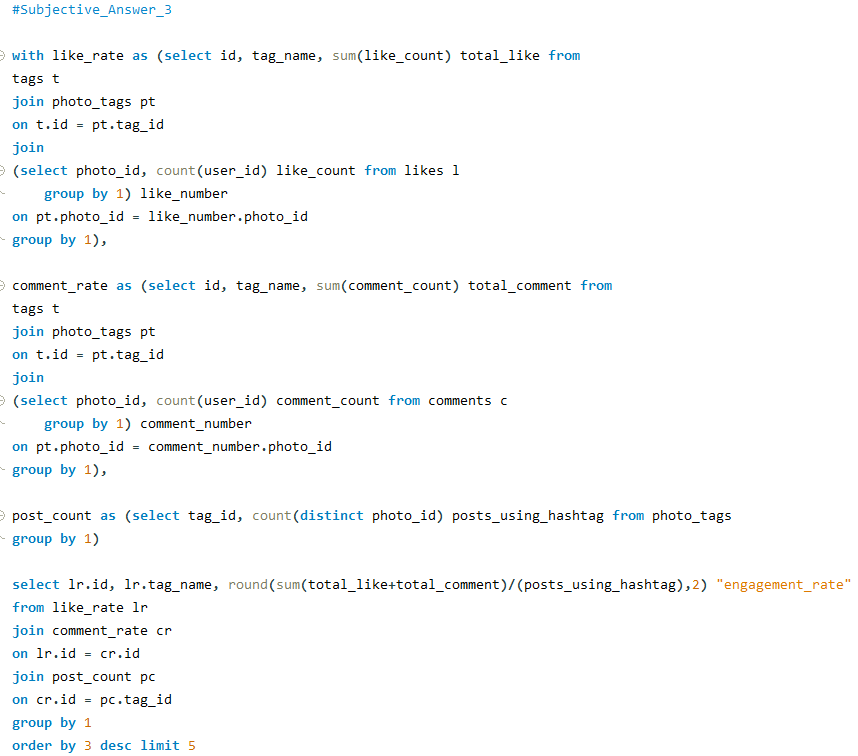 #Subjective_Answer_3
with like_rate as (select id, tag_name, sum(like_count) total_like from
tags t
join photo_tags pt
on t.id = pt.tag_id
join
(select photo_id, count(user_id) like_count from likes l
group by 1) like_number
on pt.photo_id = like_number.photo_id
group by 1),
comment_rate as (select id, tag_name, sum(comment_count) total_comment from
tags t
join photo_tags pt
on t.id = pt.tag_id
join
(select photo_id, count(user_id) comment_count from comments c
group by 1) comment_number
on pt.photo_id = comment_number.photo_id
group by 1),
post_count as (select tag_id, count(distinct photo_id) posts_using_hashtag from photo_tags
group by 1)
select lr.id, lr.tag_name, round(sum(total_like+total_comment)/(posts_using_hashtag),2) "engagement_rate"
from like_rate lr
join comment_rate cr
on lr.id = cr.id
join post_count pc
on cr.id = pc.tag_id
group by 1
order by 3 desc limit 5